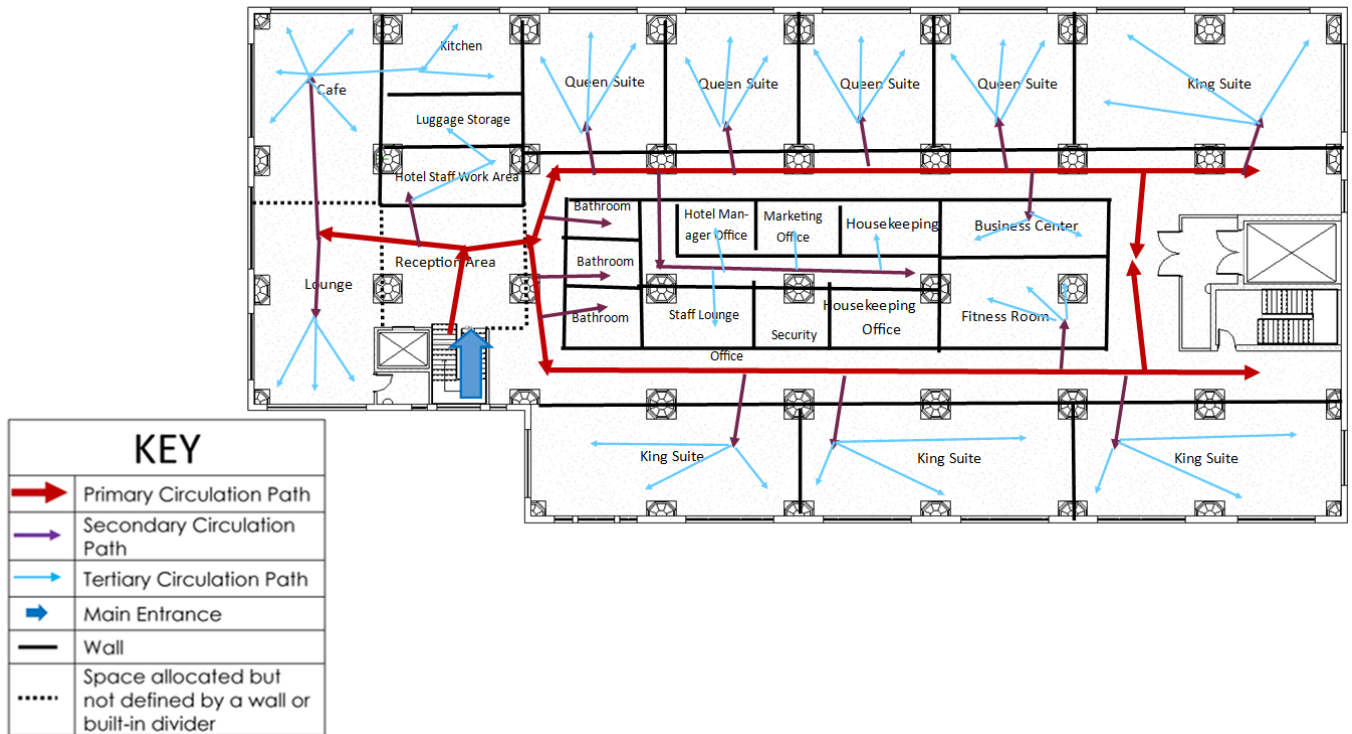 Kitchen
Cafe
Queen Suite
Queen Suite
Queen Suite
Queen Suite
King Suite
Luggage Storage
Hotel Staff Work Area
Bathroom
Hotel Man-
ager Office
Marketing
Office
Housekeeping
Business Center
Reception Area
Bathroom
Lounge
Bathroom
Staff Lounge
Security
Housekeeping
Office
Fitness Room
Office
King Suite
King Suite
King Suite
KEY
Primary Circulation Path
Secondary Circulation
Path
Tertiary Circulation Path
Main Entrance
Wall
Space allocated but
not defined by a wall or
built-in divider